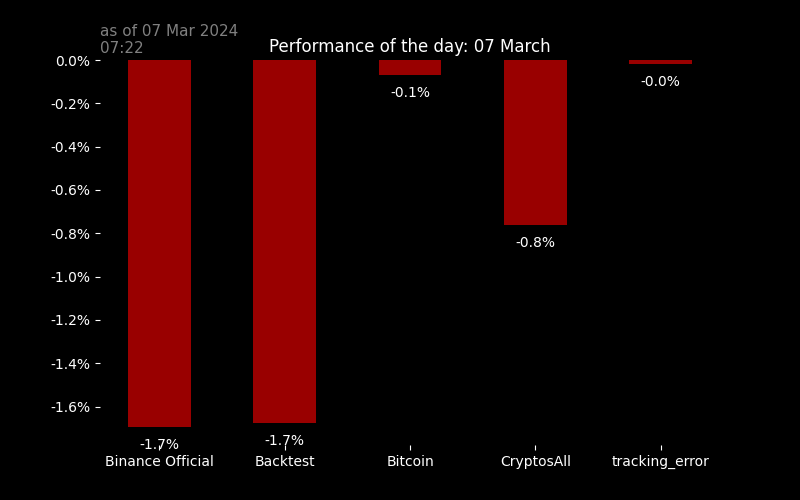 as of 07 Mar 2024
07:22
Performance of the day: 07 March
0.0%
-0.2%
-0.4%
-0.6%
-0.8%
-1.0%
-1.2%
-1.4%
-1.6%
-1.7%
-1.7%
-0.1%
-0.8%
-0.0%
Binance Official
Backtest
Bitcoin
CryptosAll
tracking_error